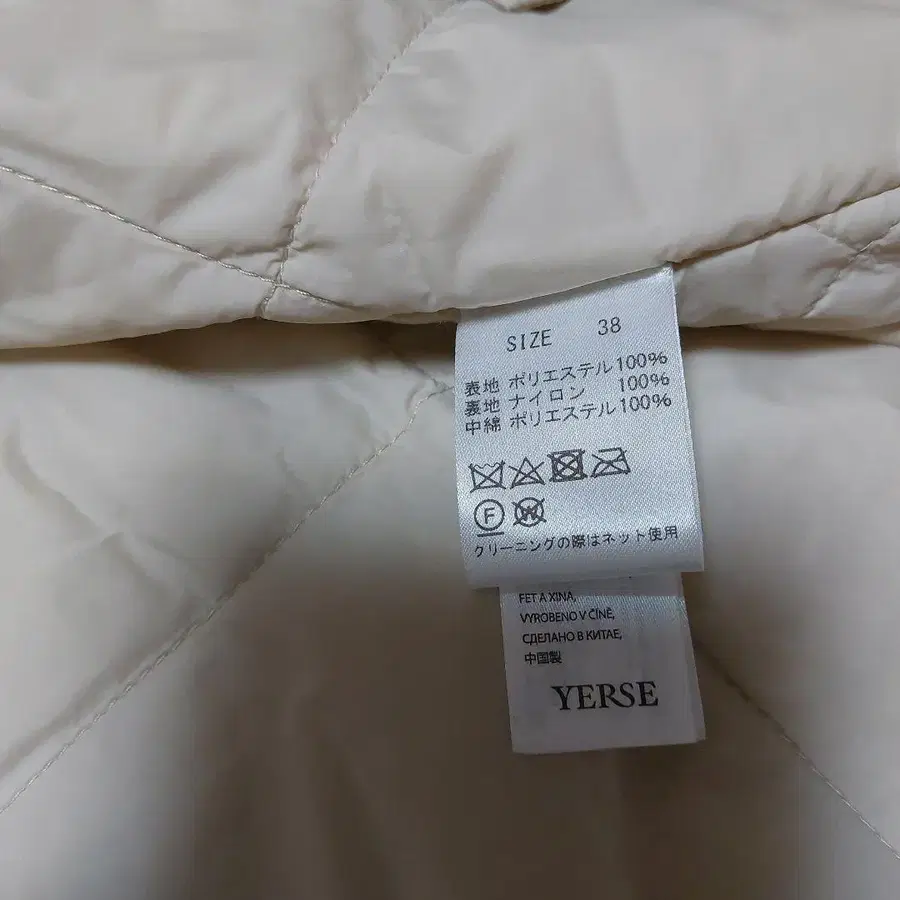 SIZE 38
表地 ポリエステル100%
裏地 ナイロン 100%
中綿 ポリエステル100%
F W
クリーニングの際はネット使用
FET A XINA,
VYROBENO V ČÍNĚ,
СДЕЛАНО В КИТАЕ,
中国製
YERSE